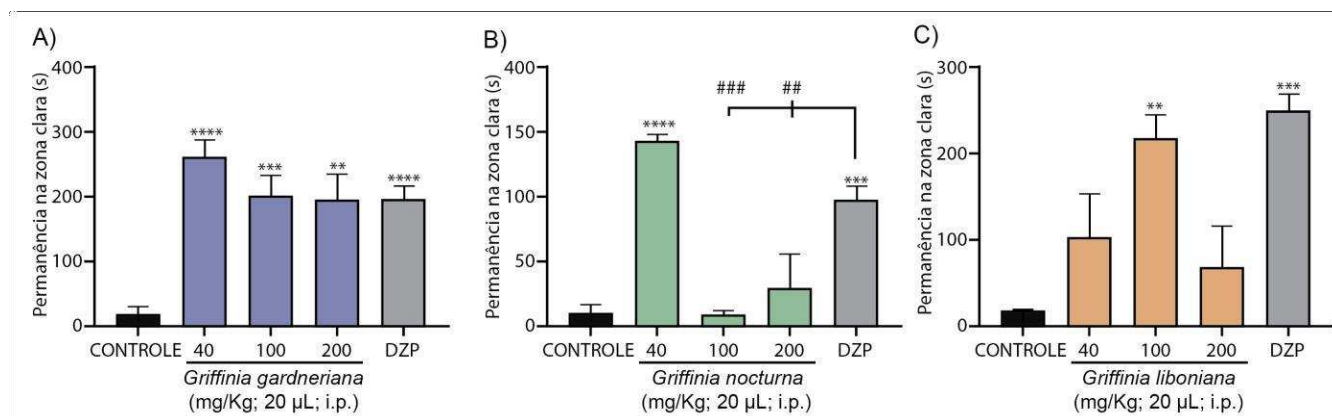 A)
Permanência na zona clara (s)
400
300
200
100
0
****
***
**
****
CONTROLE 40 100 200 DZP
Griffinia gardneriana
(mg/Kg; 20 µL; i.p.)
B)
Permanência na zona clara (s)
400
150
100
50
0
****
###
##
***
CONTROLE 40 100 200 DZP
Griffinia nocturna
(mg/Kg; 20 µL; i.p.)
C)
Permanência na zona clara (s)
300
200
100
0
**
***
CONTROLE 40 100 200 DZP
Griffinia liboniana
(mg/Kg; 20 µL; i.p.)